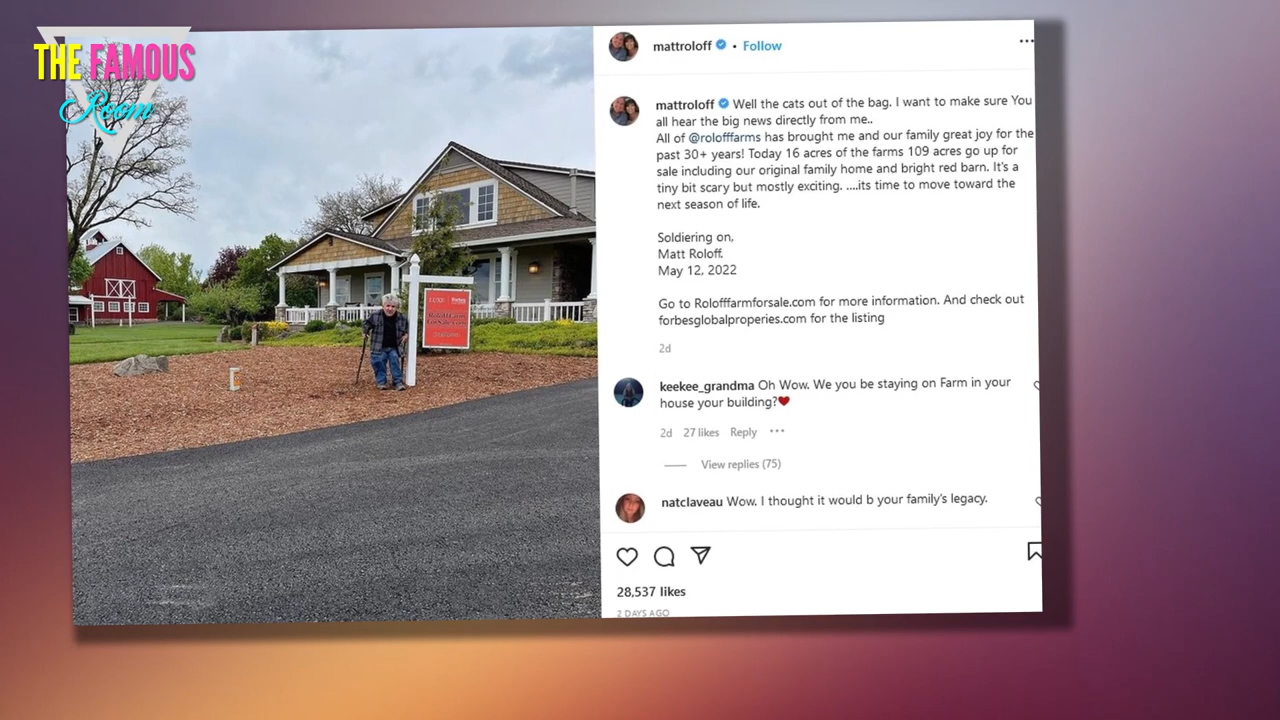 THE FAMOUS
Room
mattroloff • Follow
mattroloff Well the cats out of the bag. I want to make sure You
all hear the big news directly from me..
All of @rolofffarms has brought me and our family great joy for the
past 30+ years! Today 16 acres of the farms 109 acres go up for
sale including our original family home and bright red barn. It's a
tiny bit scary but mostly exciting. ....its time to move toward the
next season of life.
Soldiering on,
Matt Roloff.
May 12, 2022
Go to Rolofffarmforsale.com for more information. And check out
forbesglobalproperies.com for the listing
2d
keekee_grandma Oh Wow. We you be staying on Farm in your
house your building?
2d 27 likes Reply
View replies (75)
natclaveau Wow. I thought it would b your family's legacy.
28,537 likes
2 DAYS AGO